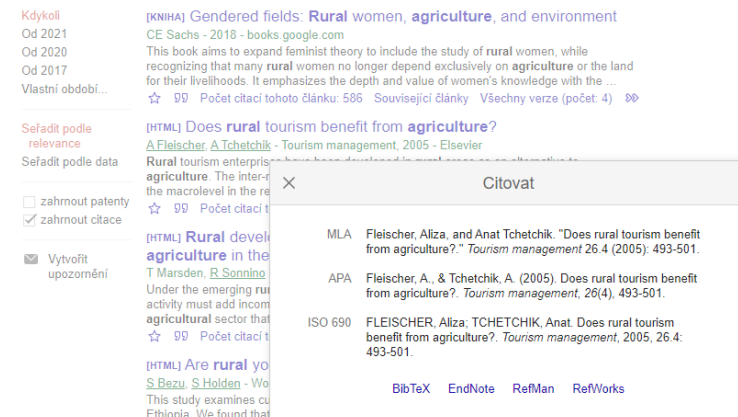 Kdykoli
Od 2021
Od 2020
Od 2017
Vlastní období...
Seřadit podle
relevance
Seřadit podle data
zahrnout patenty
zahrnout citace
Vytvořit
upozornění
[KNIHA] Gendered fields: Rural women, agriculture, and environment
CE Sachs - 2018 - books.google.com
This book aims to expand feminist theory to include the study of rural women, while
recognizing that many rural women no longer depend exclusively on agriculture or the land
for their livelihoods. It emphasizes the depth and value of women's knowledge with the ...
Počet citací tohoto článku: 586 Související články Všechny verze (počet: 4)
[HTML] Does rural tourism benefit from agriculture?
A Fleischer, A Tchetchik - Tourism management, 2005 - Elsevier
Rural tourism enterprises have been developed in rural areas as an alternative to
agriculture. The inter-r
the macrolevel in the re
Počet citací t
[HTML] Rural devel
agriculture in the
T Marsden, R Sonnino
Under the emerging rur
activity must add incom
agricultural sector that
Počet citací t
[HTML] Are rural yo
S Bezu, S Holden - Wo
This study examines cu
Ethiopia. We found that
Citovat
MLA Fleischer, Aliza, and Anat Tchetchik. "Does rural tourism benefit
from agriculture?." Tourism management 26.4 (2005): 493-501.
APA Fleischer, A., & Tchetchik, A. (2005). Does rural tourism benefit
from agriculture?. Tourism management, 26(4), 493-501.
ISO 690 FLEISCHER, Aliza; TCHETCHIK, Anat. Does rural tourism
benefit from agriculture?. Tourism management, 2005, 26.4:
493-501.
BibTeX EndNote RefMan RefWorks